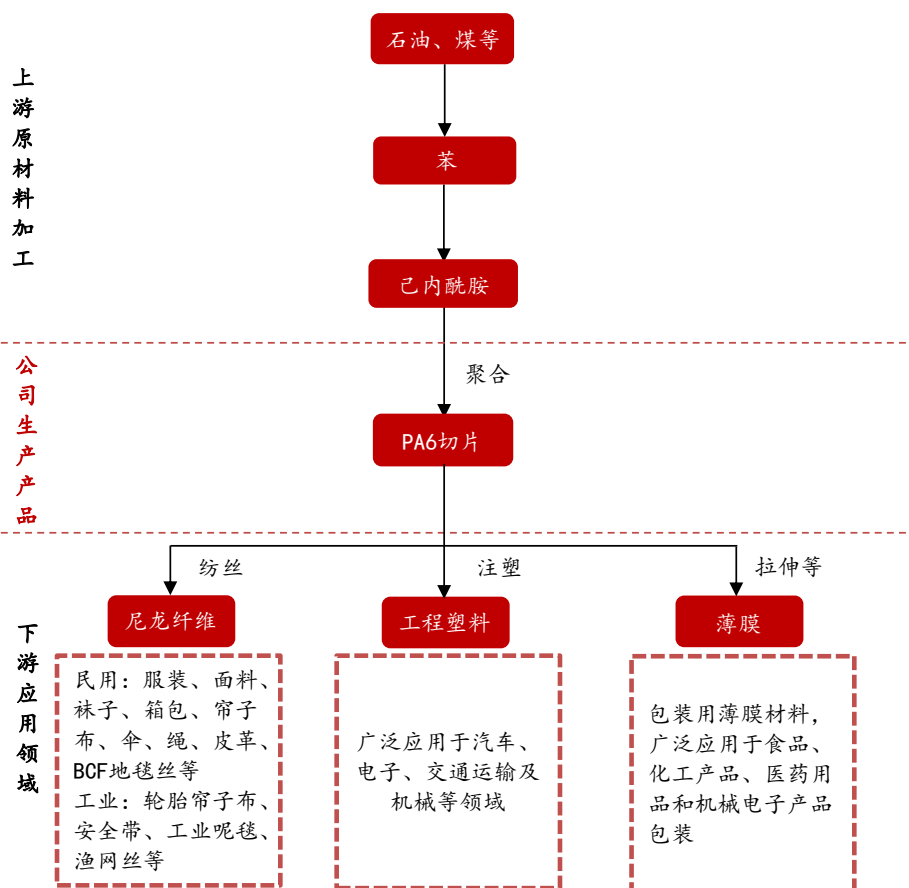 石油、煤等
上游原材料加工
苯
己内酰胺
公司生产产品
聚合
PA6切片
纺丝
注塑
拉伸等
下游应用领域
尼龙纤维
工程塑料
薄膜
民用：服装、面料、
袜子、箱包、帘子
布、伞、绳、皮革、
BCF地毯丝等
工业：轮胎帘子布、
安全带、工业呢毯、
渔网丝等
广泛应用于汽车、
电子、交通运输及
机械等领域
包装用薄膜材料，
广泛应用于食品、
化工产品、医药用
品和机械电子产品
包装